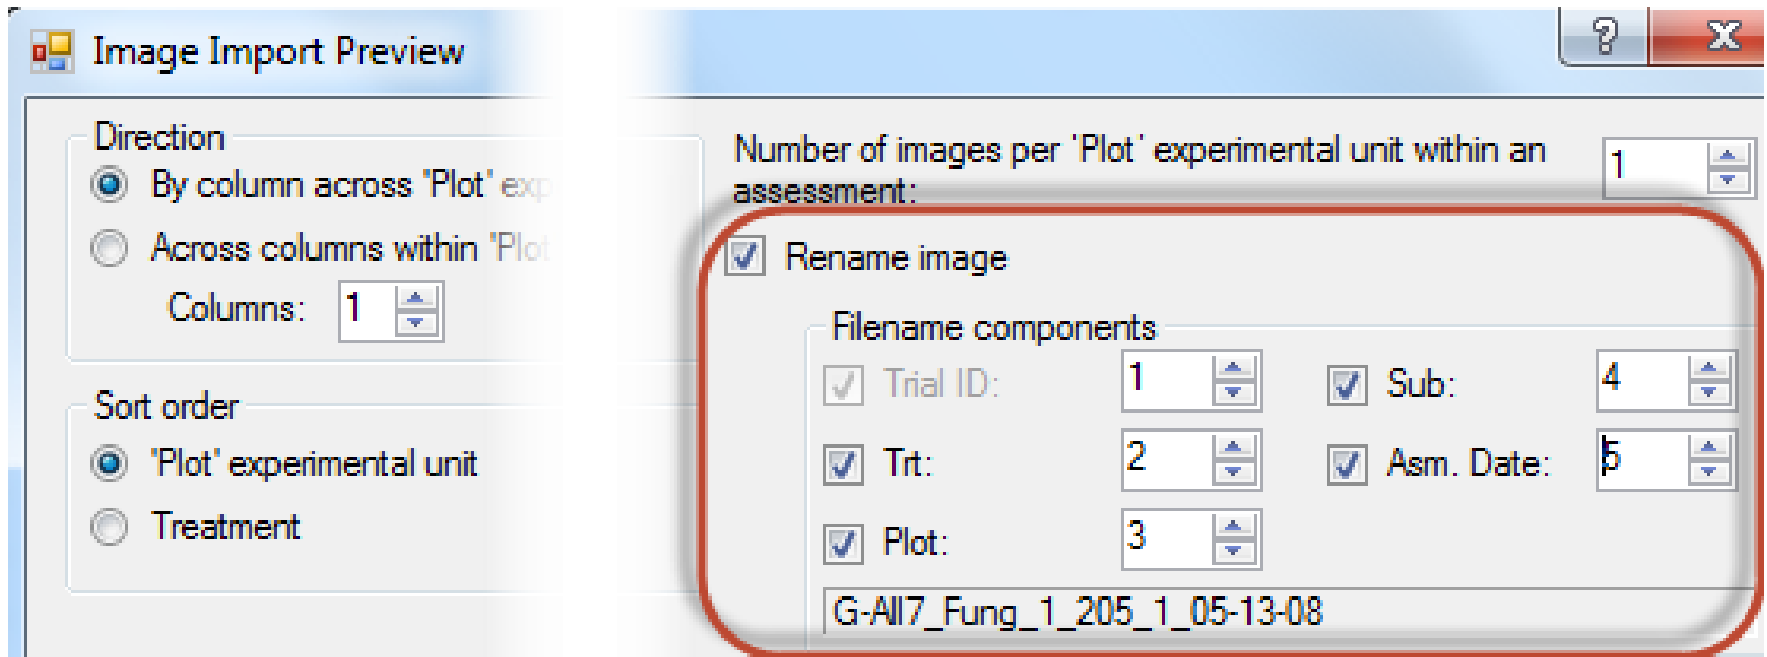 Image Import Preview
Direction
By column across 'Plot' exp
Across columns within 'Plot
Columns: 1
Sort order
'Plot' experimental unit
Treatment
Number of images per 'Plot' experimental unit within an
assessment: 1
Rename image
Filename components
Trial ID: 1 Sub: 4
Trt: 2 Asm. Date: 5
Plot: 3
G-All7_Fung_1_205_1_05-13-08